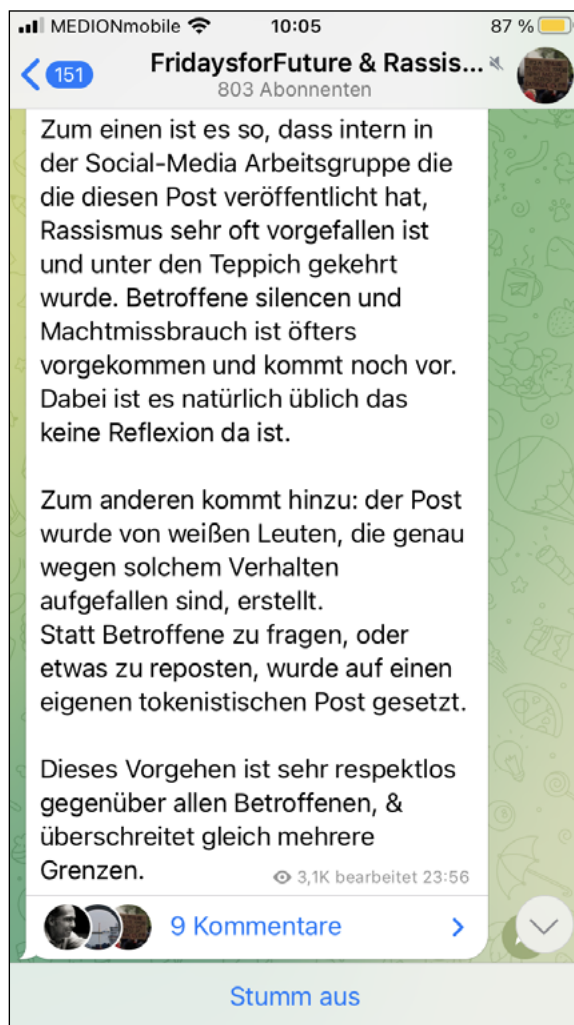 MEDIONmobile 10:05 87 %
151 FridaysforFuture & Rassis...
803 Abonnenten
Zum einen ist es so, dass intern in
der Social-Media Arbeitsgruppe die
die diesen Post veröffentlicht hat,
Rassismus sehr oft vorgefallen ist
und unter den Teppich gekehrt
wurde. Betroffene silencen und
Machtmissbrauch ist öfters
vorgekommen und kommt noch vor.
Dabei ist es natürlich üblich das
keine Reflexion da ist.
Zum anderen kommt hinzu: der Post
wurde von weißen Leuten, die genau
wegen solchem Verhalten
aufgefallen sind, erstellt.
Statt Betroffene zu fragen, oder
etwas zu reposten, wurde auf einen
eigenen tokenistischen Post gesetzt.
Dieses Vorgehen ist sehr respektlos
gegenüber allen Betroffenen, &
überschreitet gleich mehrere
Grenzen. 3,1K bearbeitet 23:56
9 Kommentare
Stumm aus